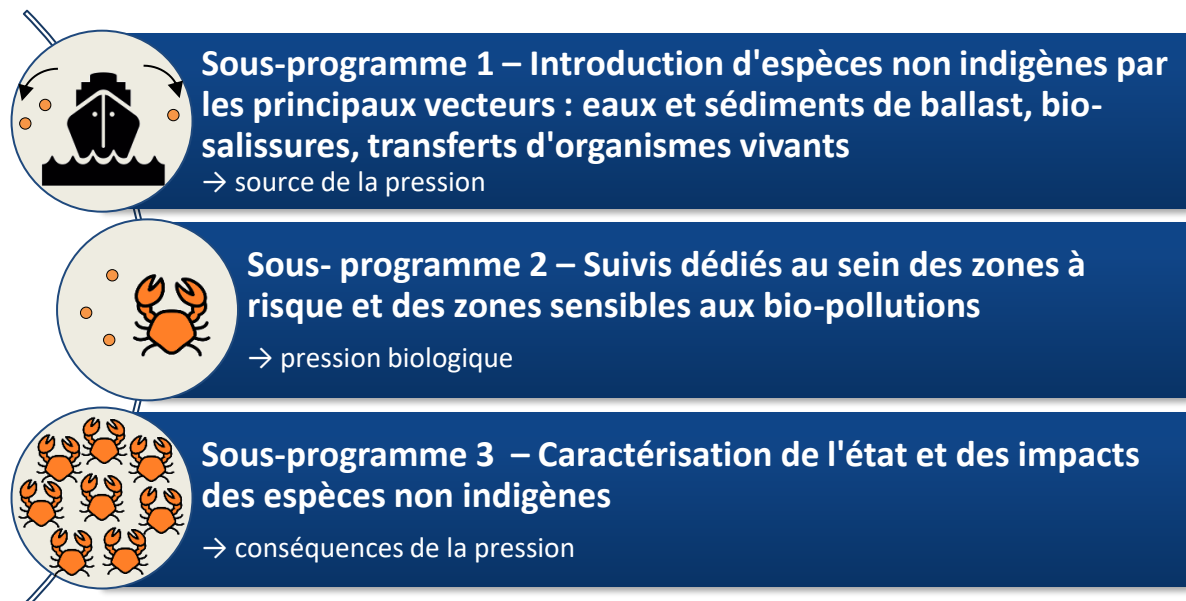 Sous-programme 1 – Introduction d'espèces non indigènes par
les principaux vecteurs : eaux et sédiments de ballast, bio-
salissures, transferts d'organismes vivants
→ source de la pression
Sous- programme 2 – Suivis dédiés au sein des zones à
risque et des zones sensibles aux bio-pollutions
→ pression biologique
Sous-programme 3 – Caractérisation de l'état et des impacts
des espèces non indigènes
→ conséquences de la pression